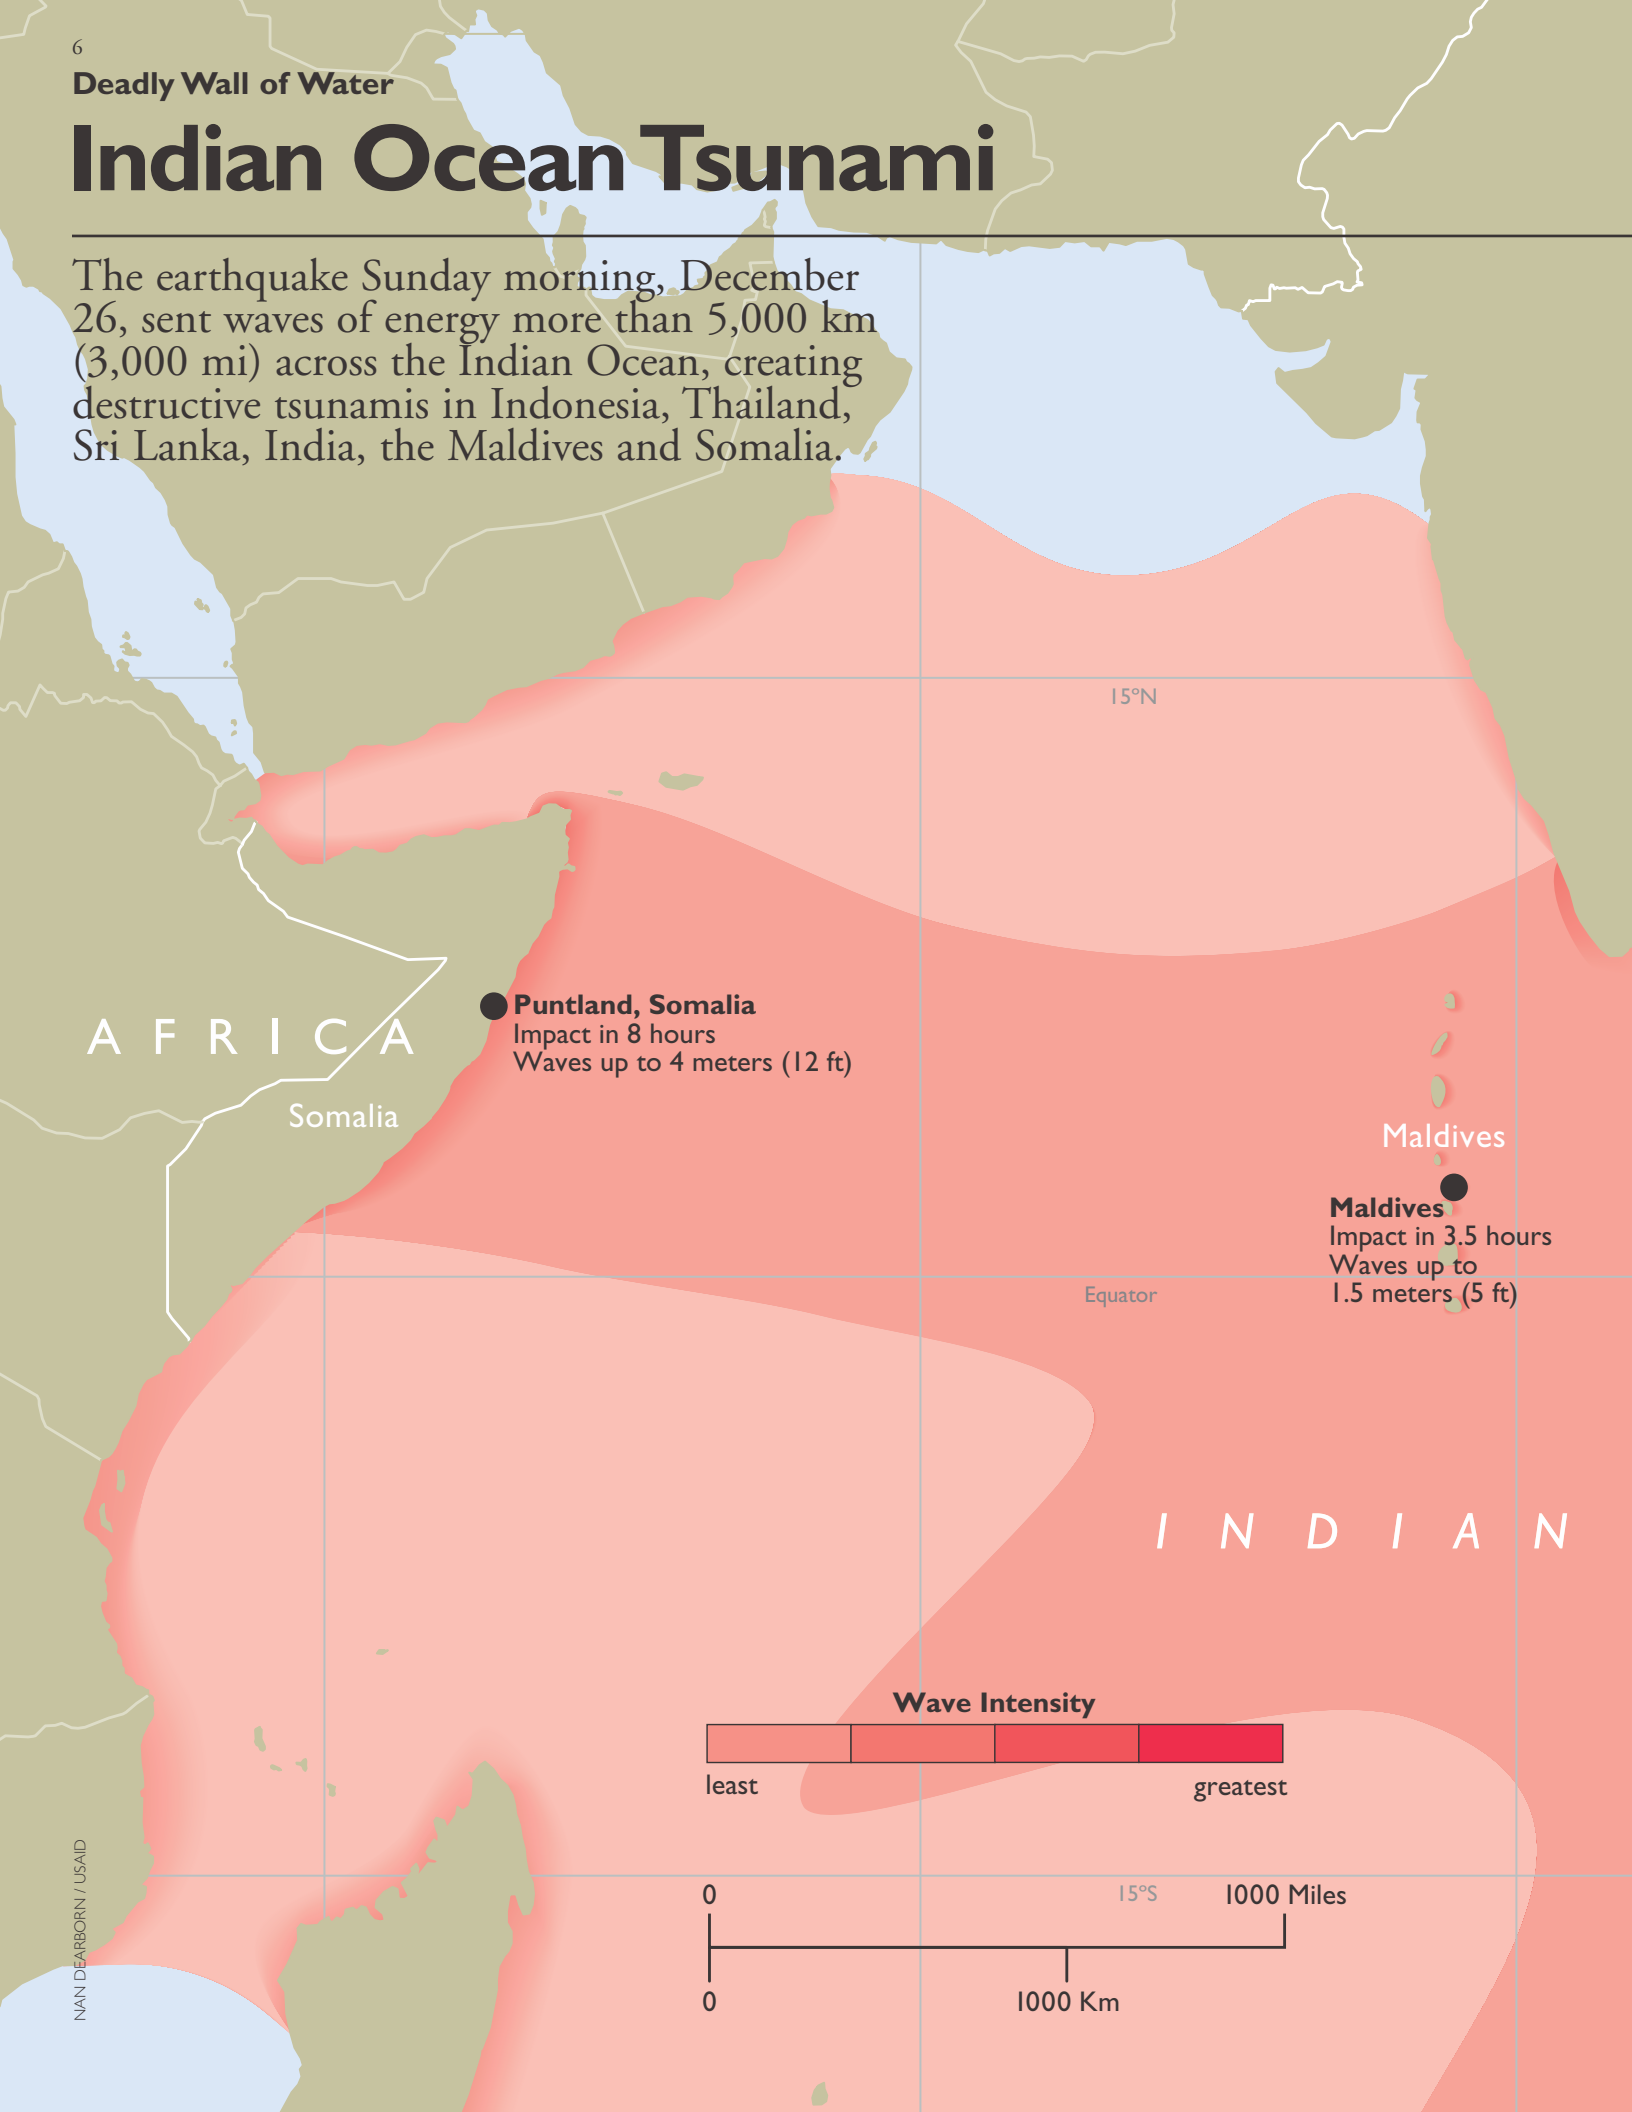 6
Deadly Wall of Water
Indian Ocean Tsunami
The earthquake Sunday morning, December
26, sent waves of energy more than 5,000 km
(3,000 mi) across the Indian Ocean, creating
destructive tsunamis in Indonesia, Thailand,
Sri Lanka, India, the Maldives and Somalia.
15ºN
Puntland, Somalia
Impact in 8 hours
Waves up to 4 meters (12 ft)
AFRICA
Somalia
Maldives
Maldives
Impact in 3.5 hours
Waves up to
1.5 meters (5 ft)
Equator
INDIAN
Wave Intensity
least greatest
NAN DEARBORN / USAID
15ºS
0 1000 Miles
0 1000 Km